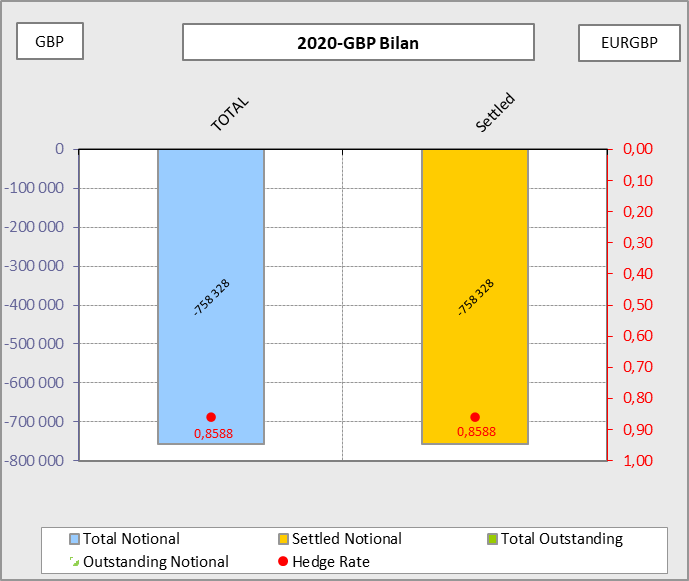 GBP
2020-GBP Bilan
EURGBP
TOTAL
Settled
0
-100 000
-200 000
-300 000
-400 000
-500 000
-600 000
-700 000
-800 000
0,00
0,10
0,20
0,30
0,40
0,50
0,60
0,70
0,80
0,90
1,00
-758 328
-758 328
0,8588
0,8588
Total Notional
Settled Notional
Total Outstanding
Outstanding Notional
Hedge Rate